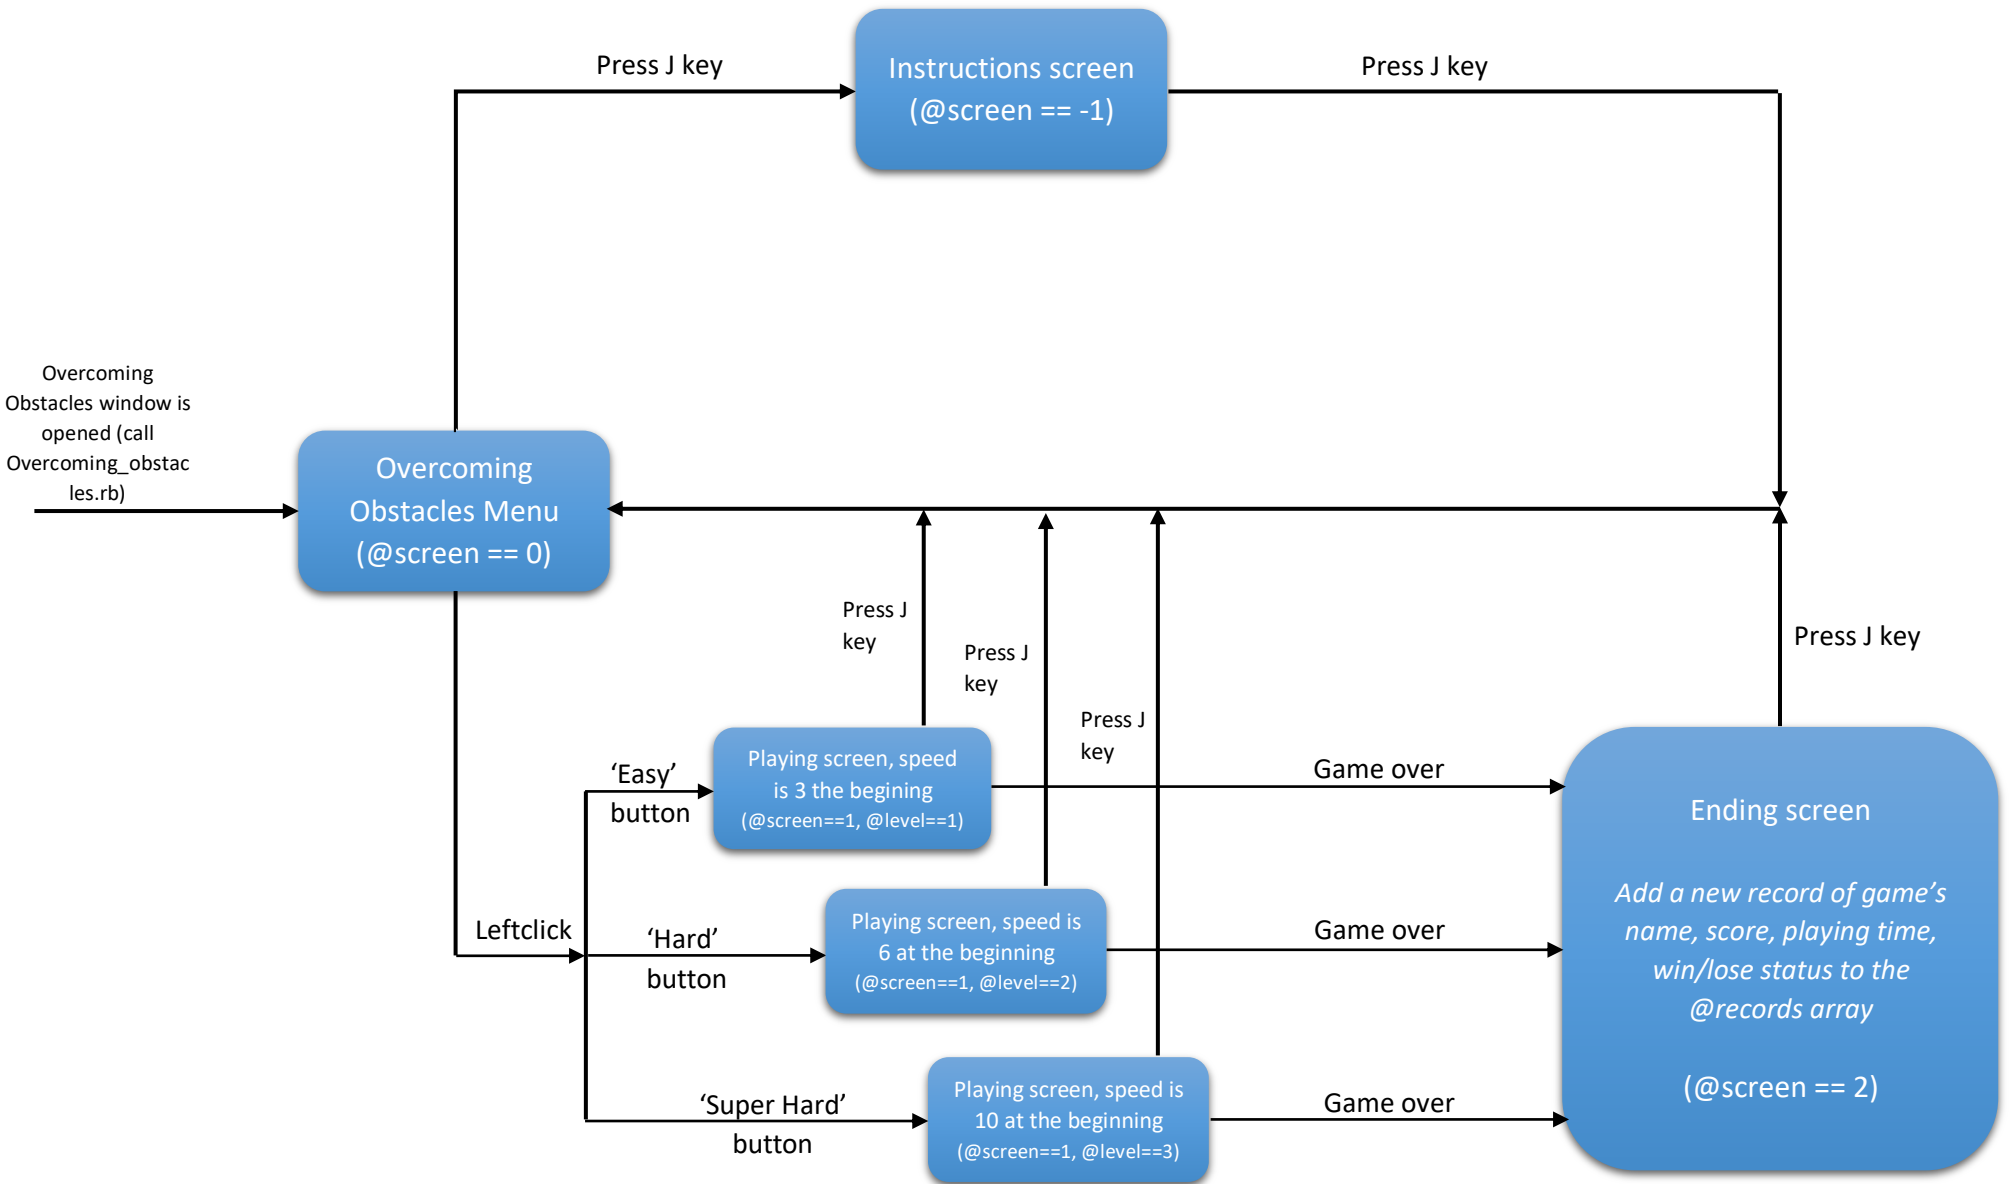 Press J key
Instructions screen
(@screen == -1)
Press J key
Overcoming
Obstacles window is
opened (call
Overcoming_obstac
les.rb)
Overcoming
Obstacles Menu
(@screen == 0)
Press J
key
Press J
key
Press J
key
Press J key
Leftclick
‘Easy’
button
Playing screen, speed
is 3 the begining
(@screen==1, @level==1)
Game over
‘Hard’
button
Playing screen, speed is
6 at the beginning
(@screen==1, @level==2)
Game over
‘Super Hard’
button
Playing screen, speed is
10 at the beginning
(@screen==1, @level==3)
Game over
Ending screen
Add a new record of game’s
name, score, playing time,
win/lose status to the
@records array
(@screen == 2)